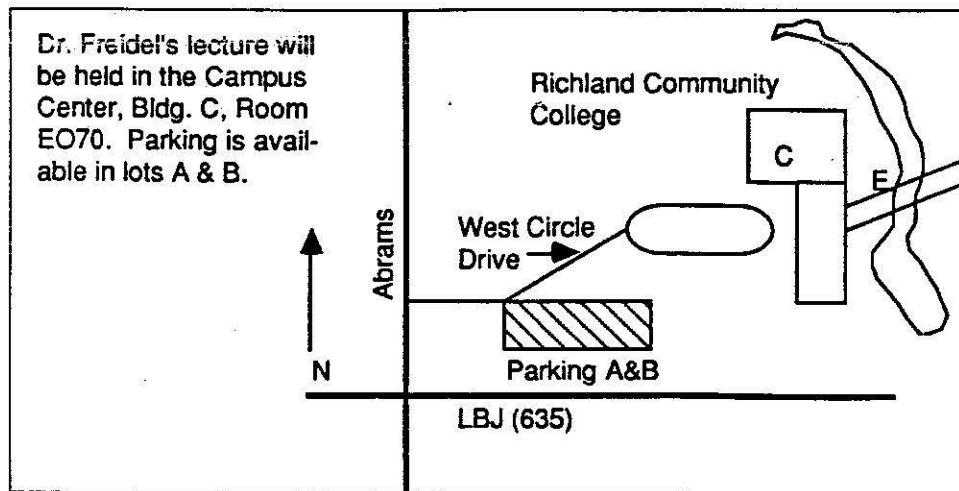 Dr. Freidel's lecture will
be held in the Campus
Center, Bldg. C, Room
EO70. Parking is avail-
able in lots A & B.
Richland Community
College
C
E
West Circle
Drive
Abrams
N
Parking A&B
LBJ (635)